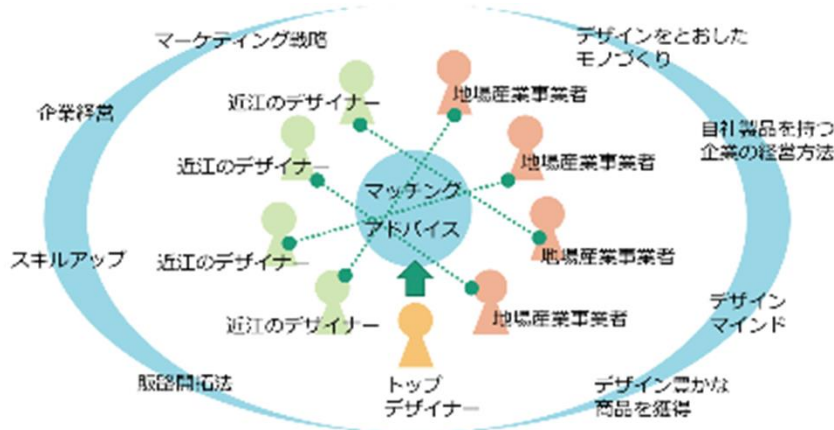 マーケティング戦略
デザインをとおした
モノづくり
企業経営
近江のデザイナー
地場産業事業者
自社製品を持つ
企業の経営方法
近江のデザイナー
マッチング
地場産業事業者
アドバイス
スキルアップ
近江のデザイナー
地場産業事業者
近江のデザイナー
地場産業事業者
デザイン
マインド
販路開拓法
トップ
デザイナー
デザイン豊かな
商品を獲得